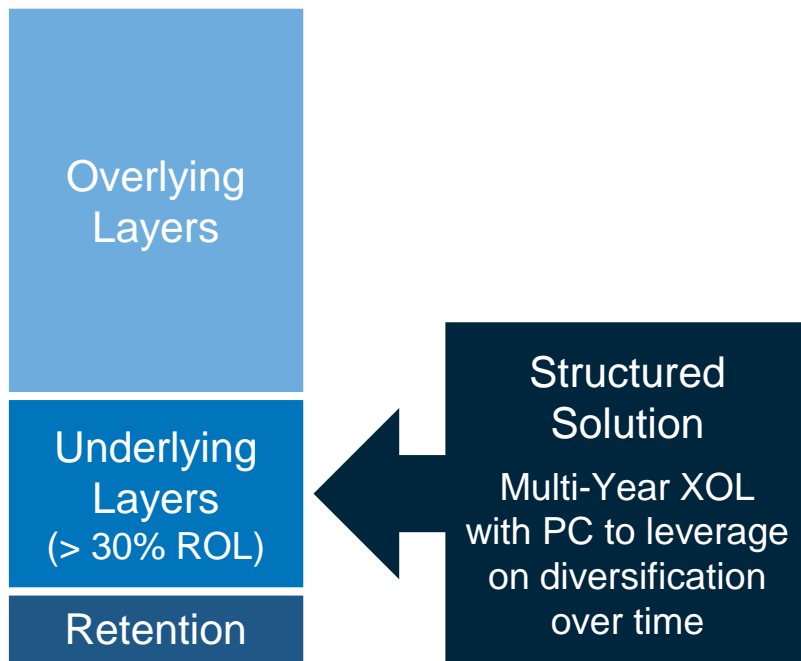 Overlying
Layers
Underlying
Layers
(> 30% ROL)
Retention
Structured
Solution
Multi-Year XOL
with PC to leverage
on diversification
over time